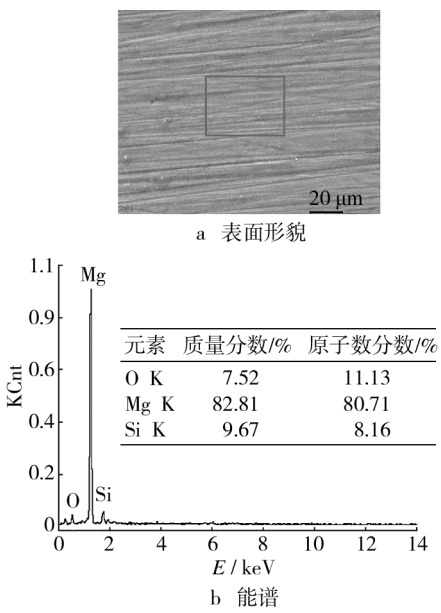 20 μm
a 表面形貌
1.1
Mg
0.9
元素 质量分数/% 原子数分数/%
O K 7.52 11.13
Mg K 82.81 80.71
Si K 9.67 8.16
0.6
KCnt
0.4
0.2
O
Si
0
0 2 4 6 8 10 12 14
E / keV
b 能谱